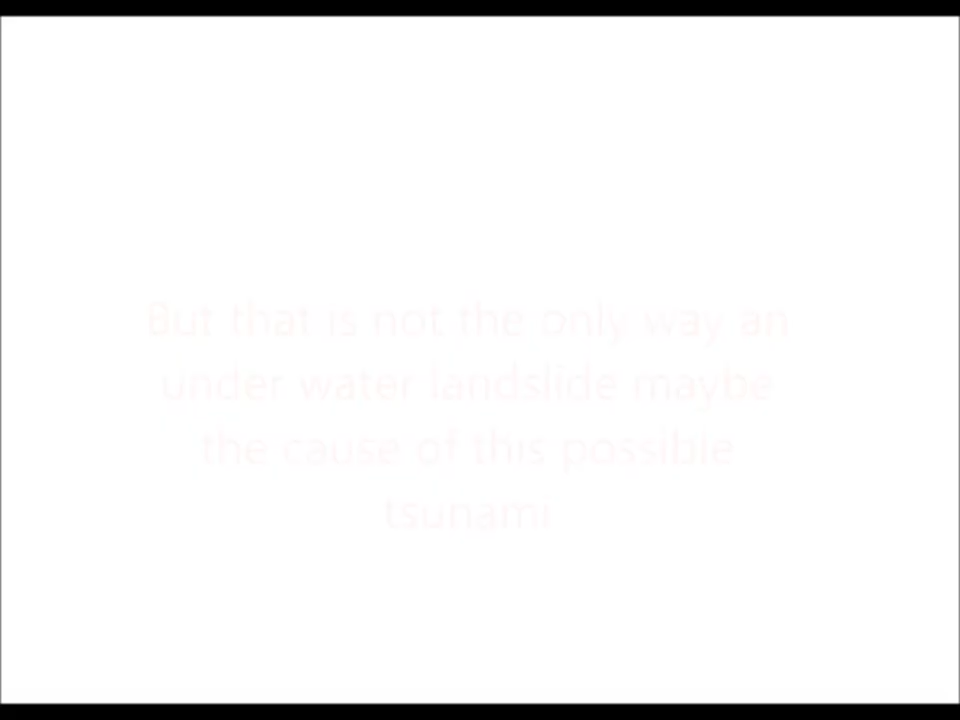 But that is not the only way an
under water landslide maybe
the cause of this possible
tsunami